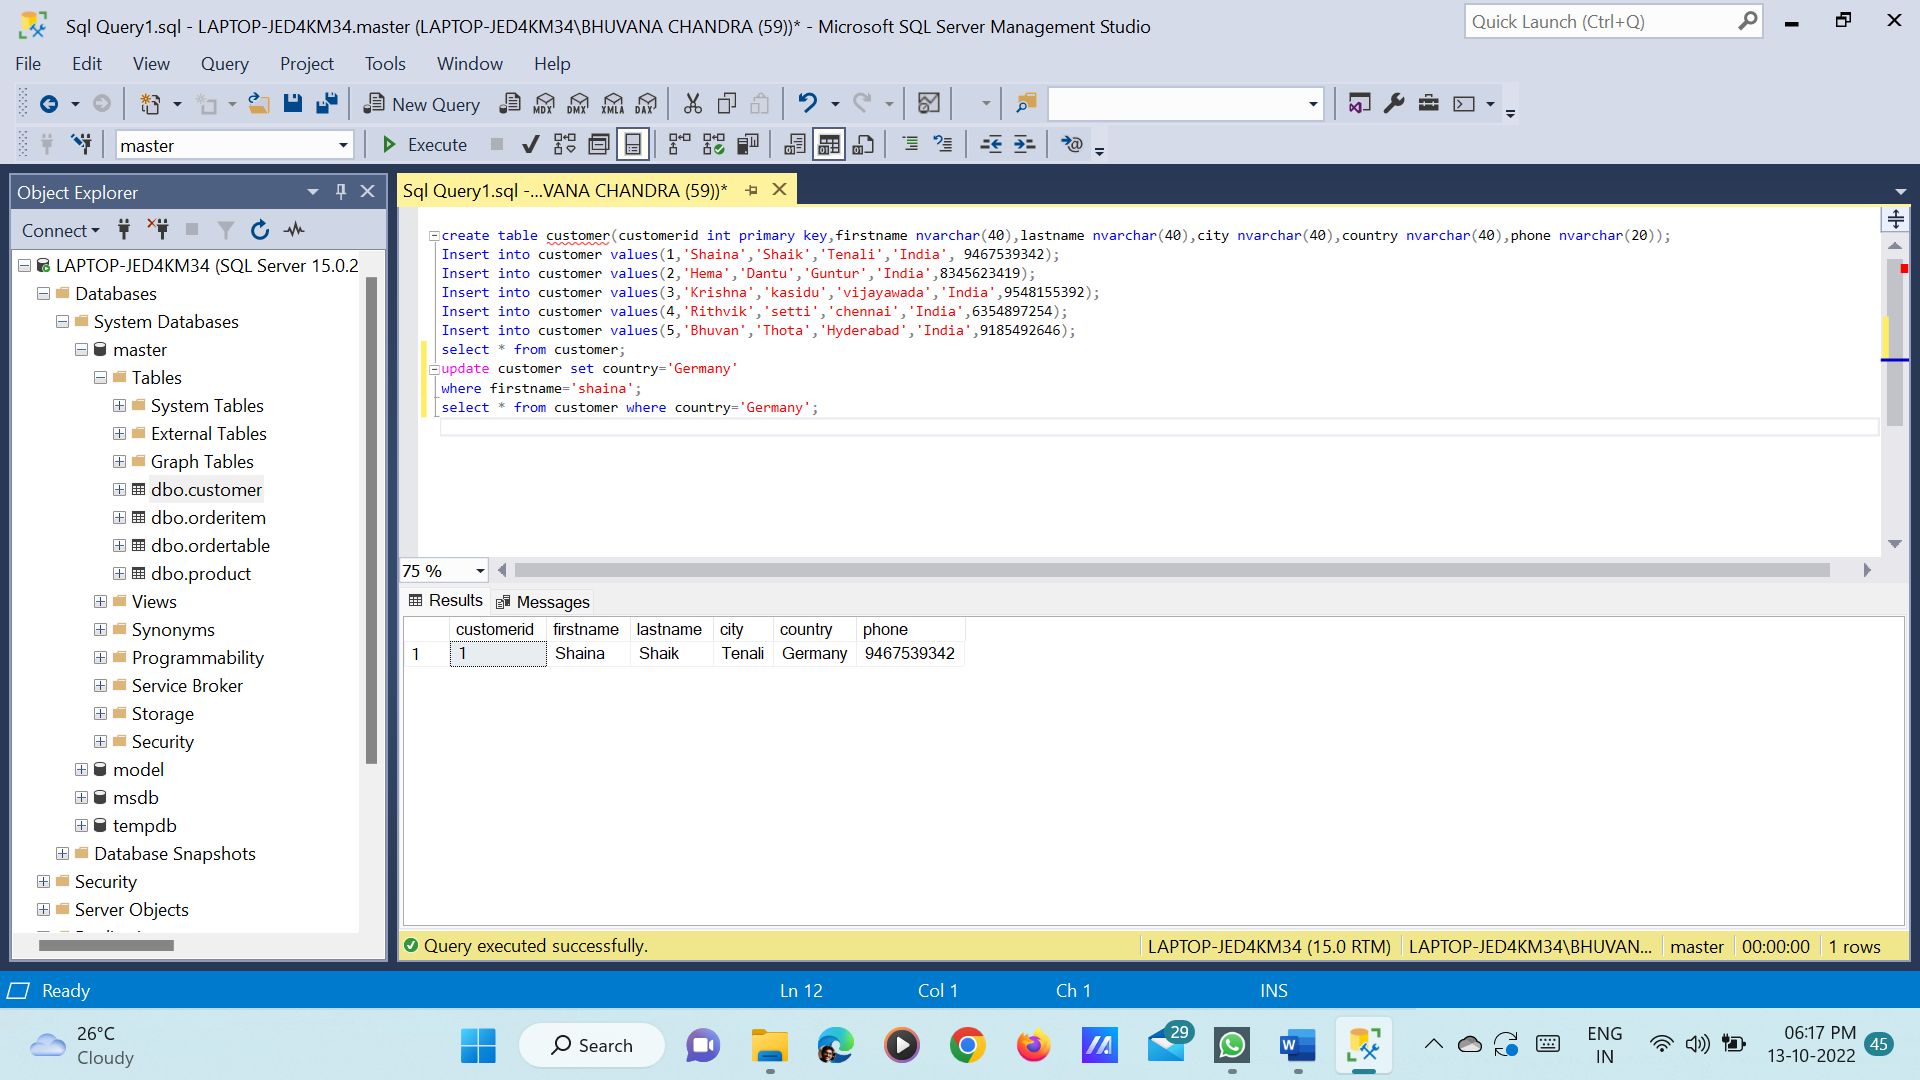 Sql Query1.sql - LAPTOP-JED4KM34.master (LAPTOP-JED4KM34\BHUVANA CHANDRA (59))* - Microsoft SQL Server Management Studio
Quick Launch (Ctrl+Q)
File Edit View Query Project Tools Window Help
New Query MDX DMX XMLA DAX
master Execute
Object Explorer
Sql Query1.sql -...VANA CHANDRA (59))*
Connect
LAPTOP-JED4KM34 (SQL Server 15.0.2
Databases
System Databases
master
Tables
System Tables
External Tables
Graph Tables
dbo.customer
dbo.orderitem
dbo.ordertable
dbo.product
Views
Synonyms
Programmability
Service Broker
Storage
Security
model
msdb
tempdb
Database Snapshots
Security
Server Objects
create table customer(customerid int primary key,firstname nvarchar(40),lastname nvarchar(40),city nvarchar(40),country nvarchar(40),phone nvarchar(20));
Insert into customer values(1,'Shaina','Shaik','Tenali','India', 9467539342);
Insert into customer values(2,'Hema','Dantu','Guntur','India',8345623419);
Insert into customer values(3,'Krishna','kasidu','vijayawada','India',9548155392);
Insert into customer values(4,'Rithvik','setti','chennai','India',6354897254);
Insert into customer values(5,'Bhuvan','Thota','Hyderabad','India',9185492646);
select * from customer;
update customer set country='Germany'
where firstname='shaina';
select * from customer where country='Germany';
75 %
Results Messages
customerid firstname lastname city country phone
1 1 Shaina Shaik Tenali Germany 9467539342
Query executed successfully. LAPTOP-JED4KM34 (15.0 RTM) LAPTOP-JED4KM34\BHUVAN... master 00:00:00 1 rows
Ready Ln 12 Col 1 Ch 1 INS
26°C
Cloudy
Search
29
ENG
IN
06:17 PM
13-10-2022
45